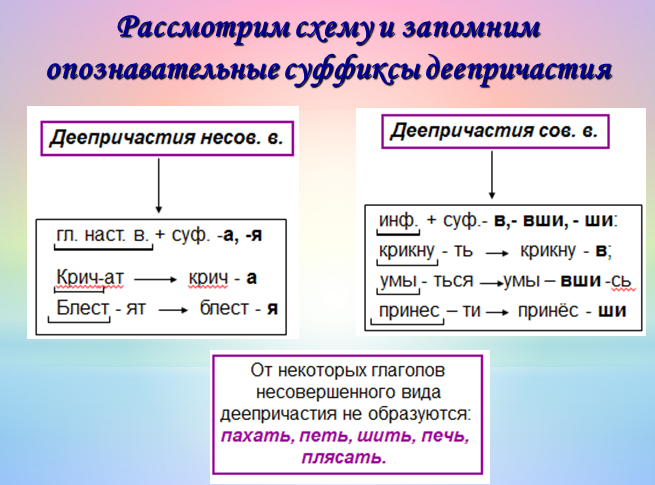 Рассмотрим схему и запомним
опознавательные суффиксы деепричастия
Деепричастия несов. в.
гл. наст. в. + суф. -а, -я
Крич-ат → крич - а
Блест - ят → блест - я
Деепричастия сов. в.
инф. + суф.- в,- вши, - ши:
крикну - ть → крикну - в;
умы - ться → умы – вши -сь
принес – ти → принёс - ши
От некоторых глаголов
несовершенного вида
деепричастия не образуются:
пахать, петь, шить, печь,
плясать.